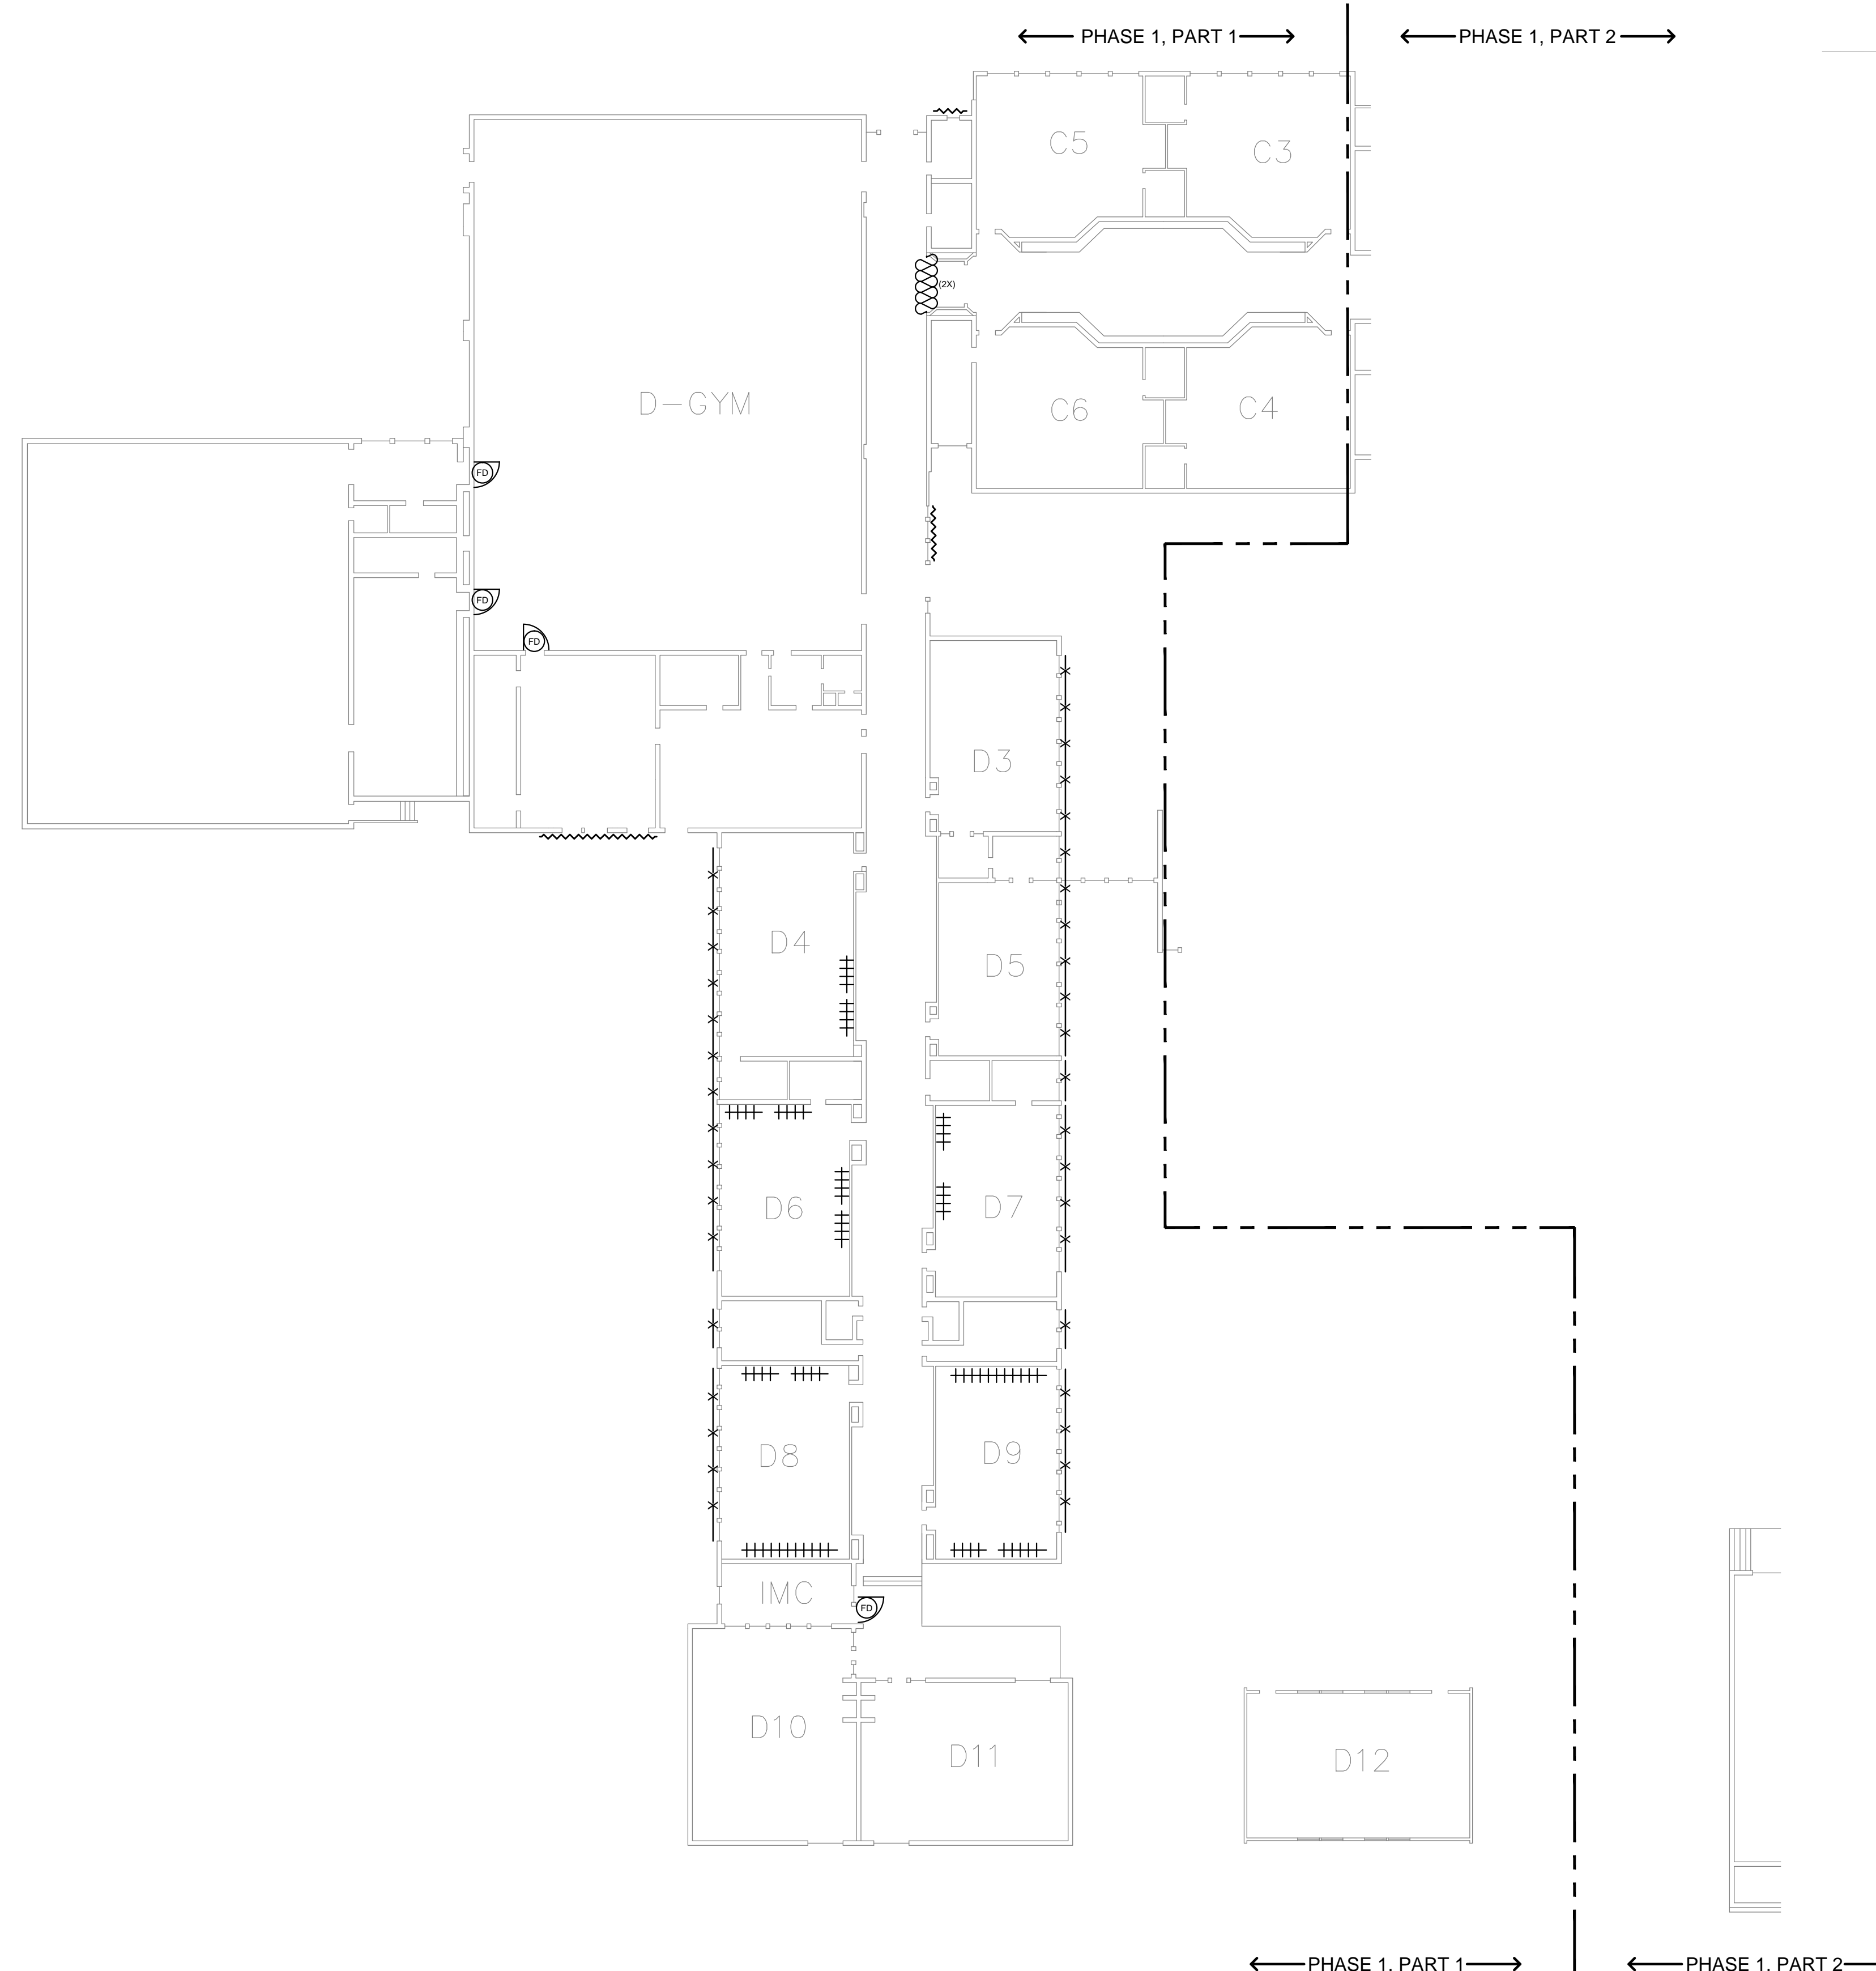 PHASE 1, PART 1
PHASE 1, PART 2
C5
C3
(2X)
D-GYM
C6
C4
FD
FD
FD
D3
D4
D5
D6
D7
D8
D9
IMC
FD
D10
D11
D12
PHASE 1, PART 1
PHASE 1, PART 2